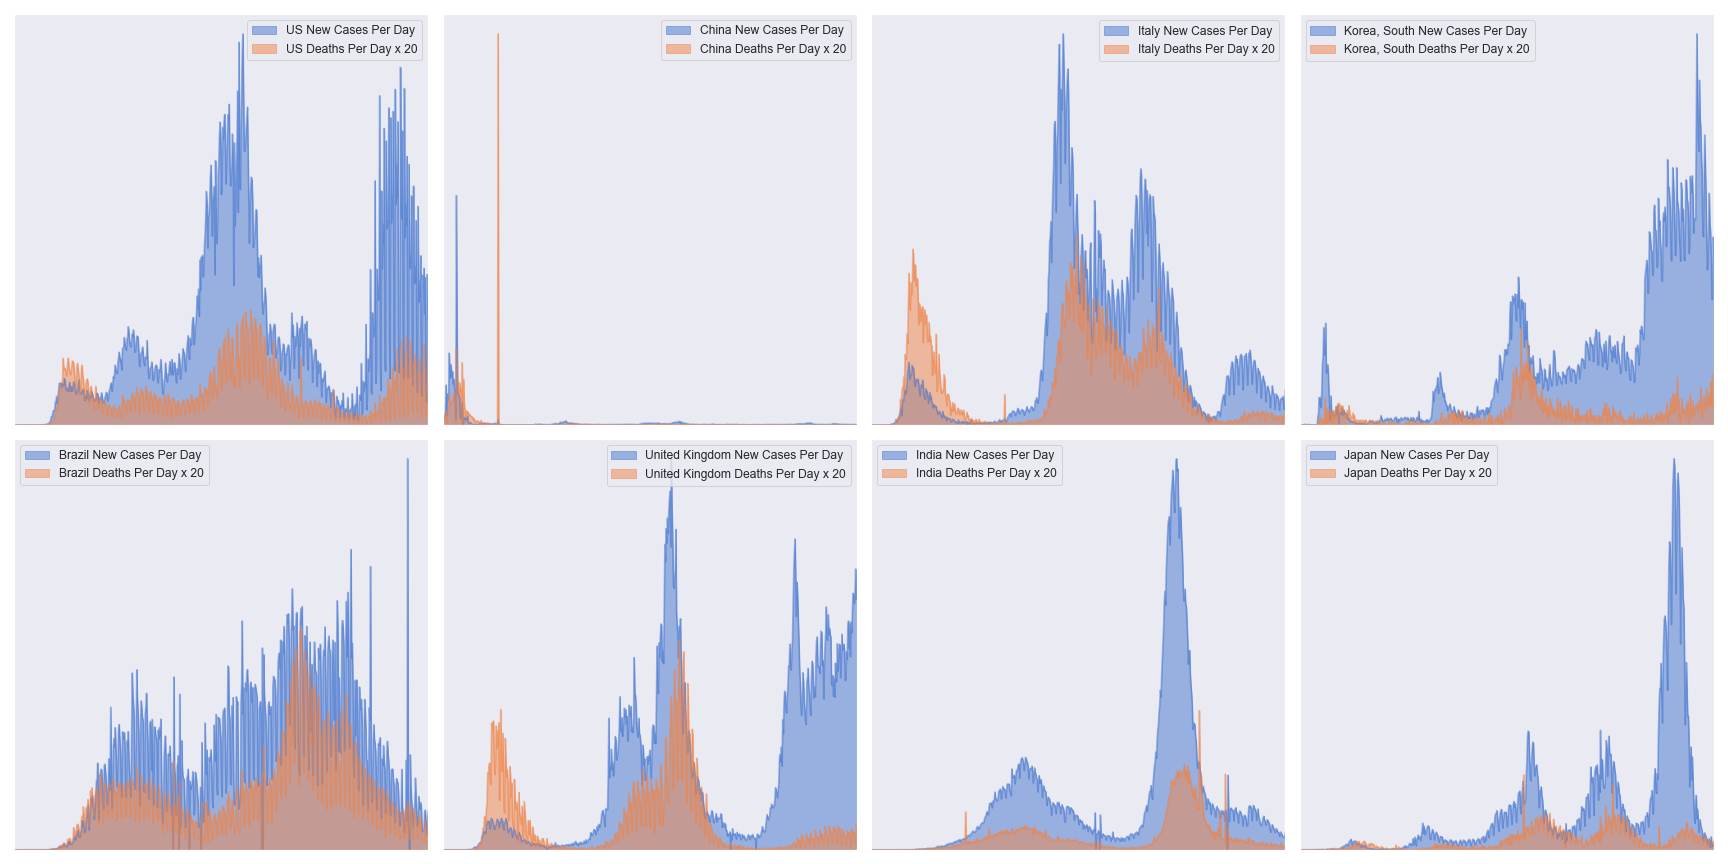 US New Cases Per Day
US Deaths Per Day x 20
China New Cases Per Day
China Deaths Per Day x 20
Italy New Cases Per Day
Italy Deaths Per Day x 20
Korea, South New Cases Per Day
Korea, South Deaths Per Day x 20
Brazil New Cases Per Day
Brazil Deaths Per Day x 20
United Kingdom New Cases Per Day
United Kingdom Deaths Per Day x 20
India New Cases Per Day
India Deaths Per Day x 20
Japan New Cases Per Day
Japan Deaths Per Day x 20